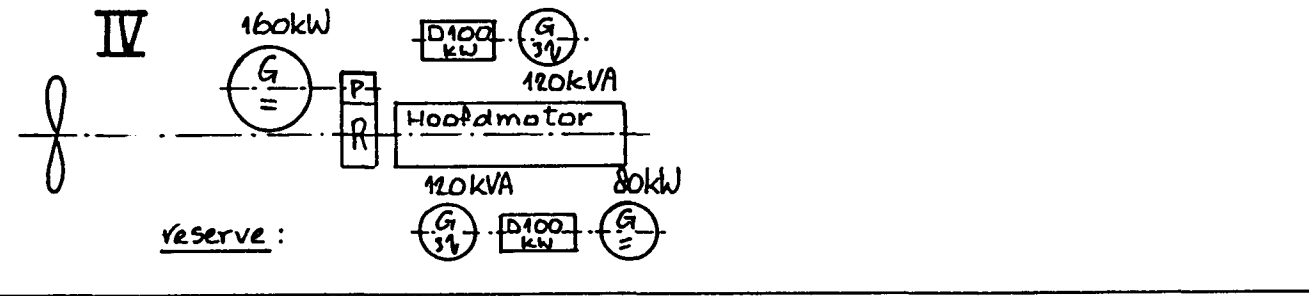 IV
160kW
G
=
P
R
D100
kW
G
3∿
120kVA
Hoofdmotor
120kVA
80kW
reserve :
G
3∿
D100
kW
G
=